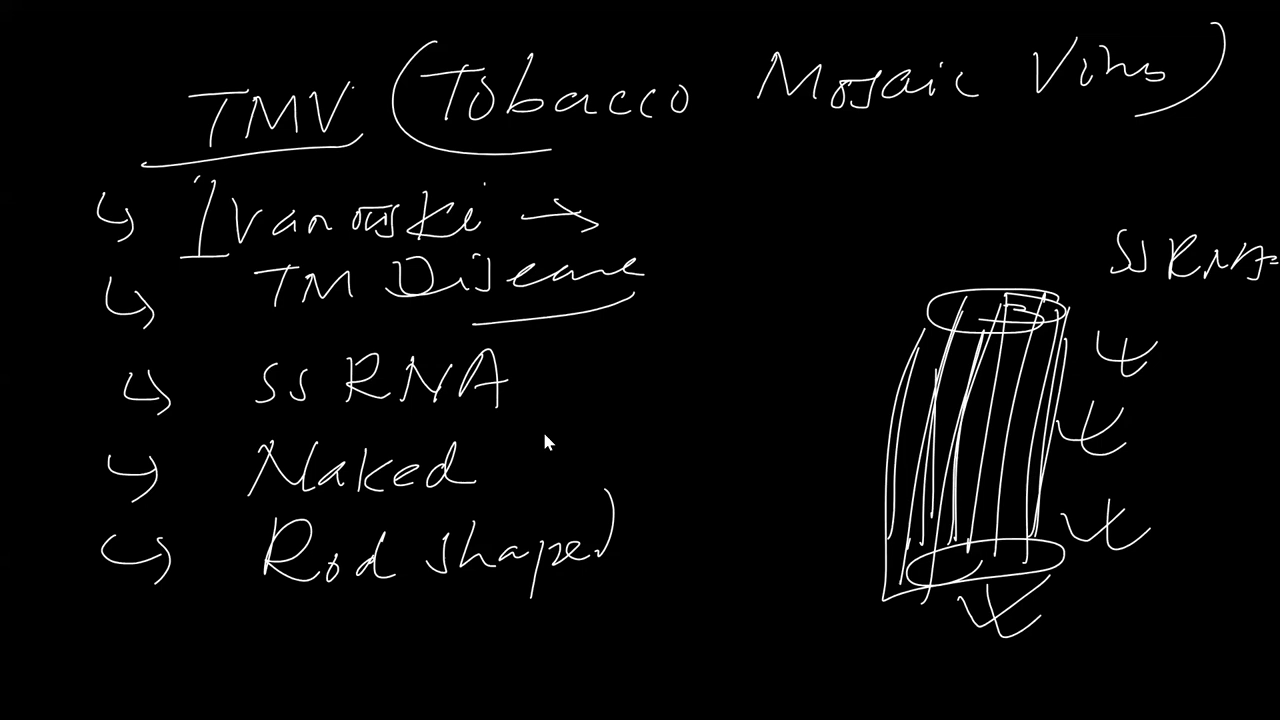 TMV (Tobacco Mosaic Virus)
Ivanowski →
TM Disease
SS RNA
Naked
Rod shaped
SS RNA